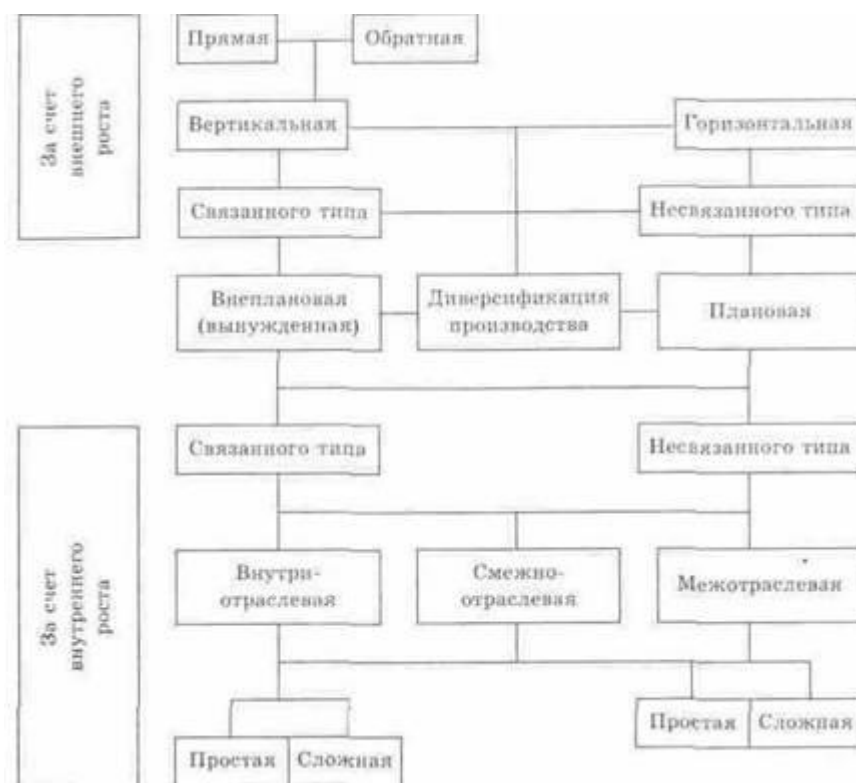 За счет
внешнего
роста
Прямая
Обратная
Вертикальная
Горизонтальная
Связанного типа
Несвязанного типа
Внеплановая
(вынужденная)
Диверсификация
производства
Плановая
За счет
внутреннего
роста
Связанного типа
Несвязанного типа
Внутри-
отраслевая
Смежно-
отраслевая
Межотраслевая
Простая
Сложная
Простая
Сложная